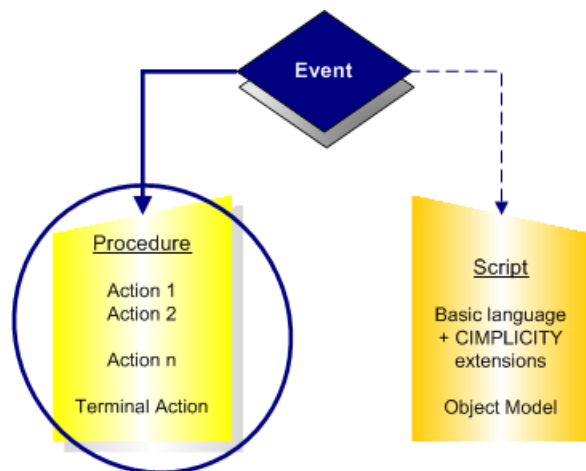 Event
Procedure
Action 1
Action 2
Action n
Terminal Action
Script
Basic language
+ CIMPLICITY
extensions
Object Model